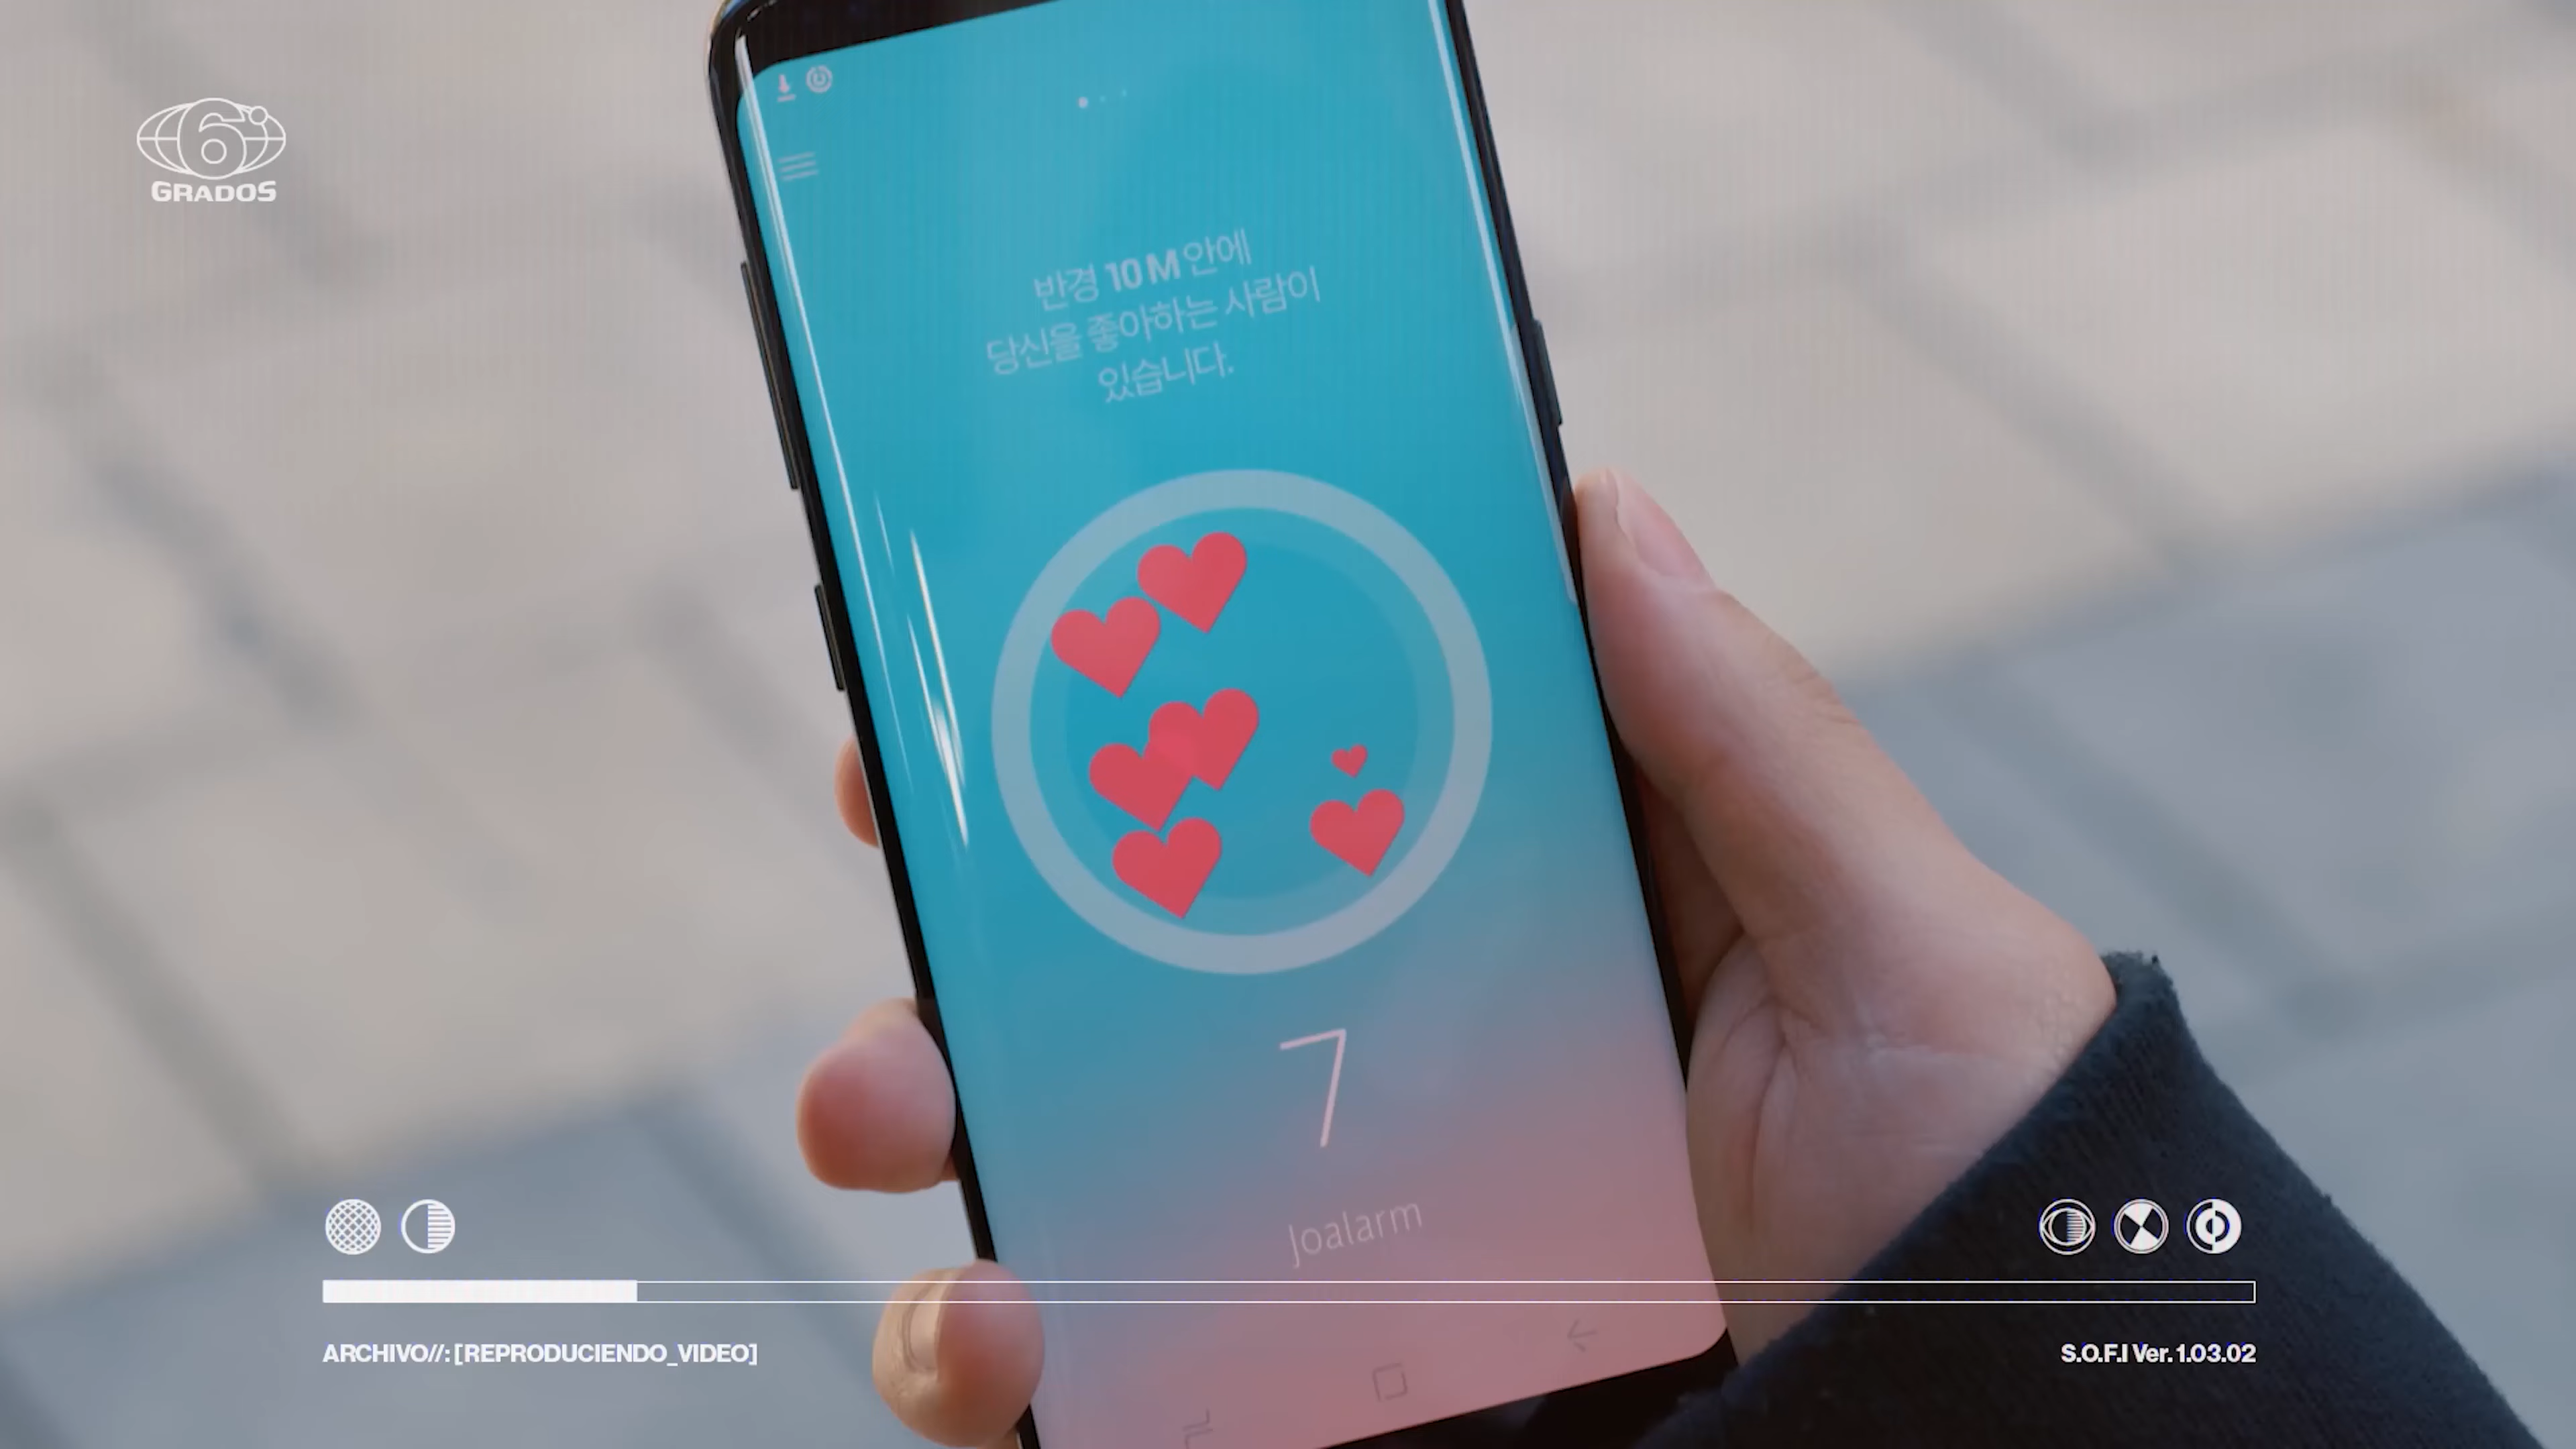 6°
GRADOS
반경 10 M 안에
당신을 좋아하는 사람이
있습니다.
7
Joalarm
ARCHIVO//: [REPRODUCIENDO_VIDEO]
S.O.F.I Ver. 1.03.02